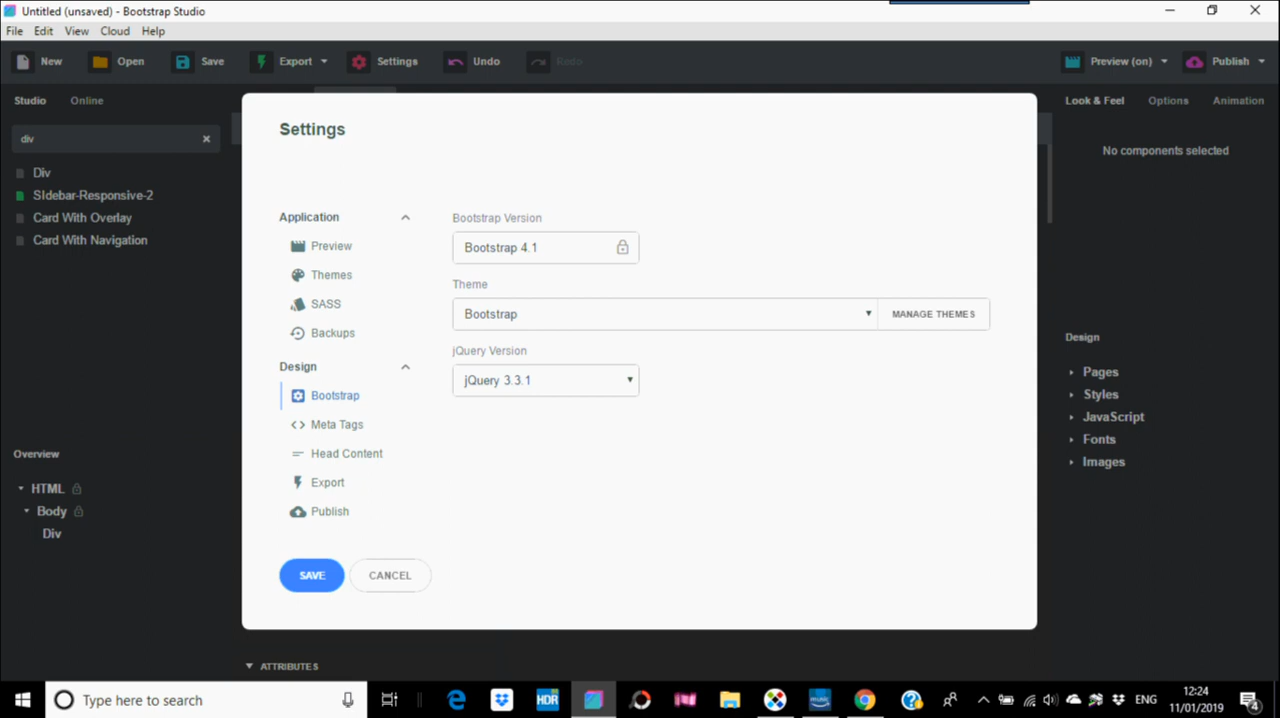 Untitled (unsaved) - Bootstrap Studio
File Edit View Cloud Help
New Open Save Export Settings Undo Redo Preview (on) Publish
Studio Online
Look & Feel Options Animation
div
No components selected
Div
SIdebar-Responsive-2
Card With Overlay
Card With Navigation
Settings
Application
Preview
Themes
SASS
Backups
Design
Bootstrap
Meta Tags
Head Content
Export
Publish
Bootstrap Version
Bootstrap 4.1
Theme
Bootstrap MANAGE THEMES
jQuery Version
jQuery 3.3.1
SAVE CANCEL
Design
Pages
Styles
JavaScript
Fonts
Images
Overview
HTML
Body
Div
ATTRIBUTES
Type here to search
HDR
music
ENG
12:24
11/01/2019
4